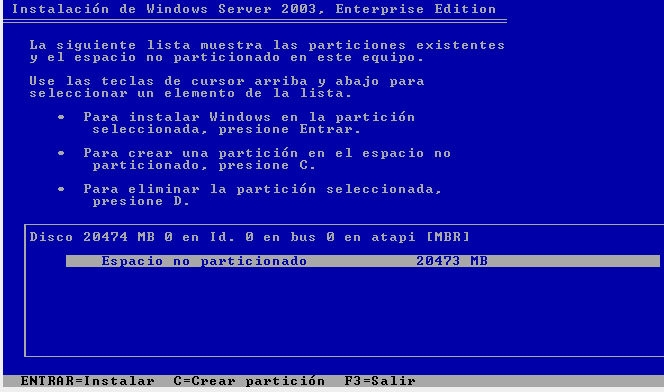 Instalación de Windows Server 2003, Enterprise Edition
La siguiente lista muestra las particiones existentes
y el espacio no particionado en este equipo.
Use las teclas de cursor arriba y abajo para
seleccionar un elemento de la lista.
• Para instalar Windows en la partición
seleccionada, presione Entrar.
• Para crear una partición en el espacio no
particionado, presione C.
• Para eliminar la partición seleccionada,
presione D.
Disco 20474 MB 0 en Id. 0 en bus 0 en atapi [MBR]
Espacio no particionado 20473 MB
ENTRAR=Instalar C=Crear partición F3=Salir